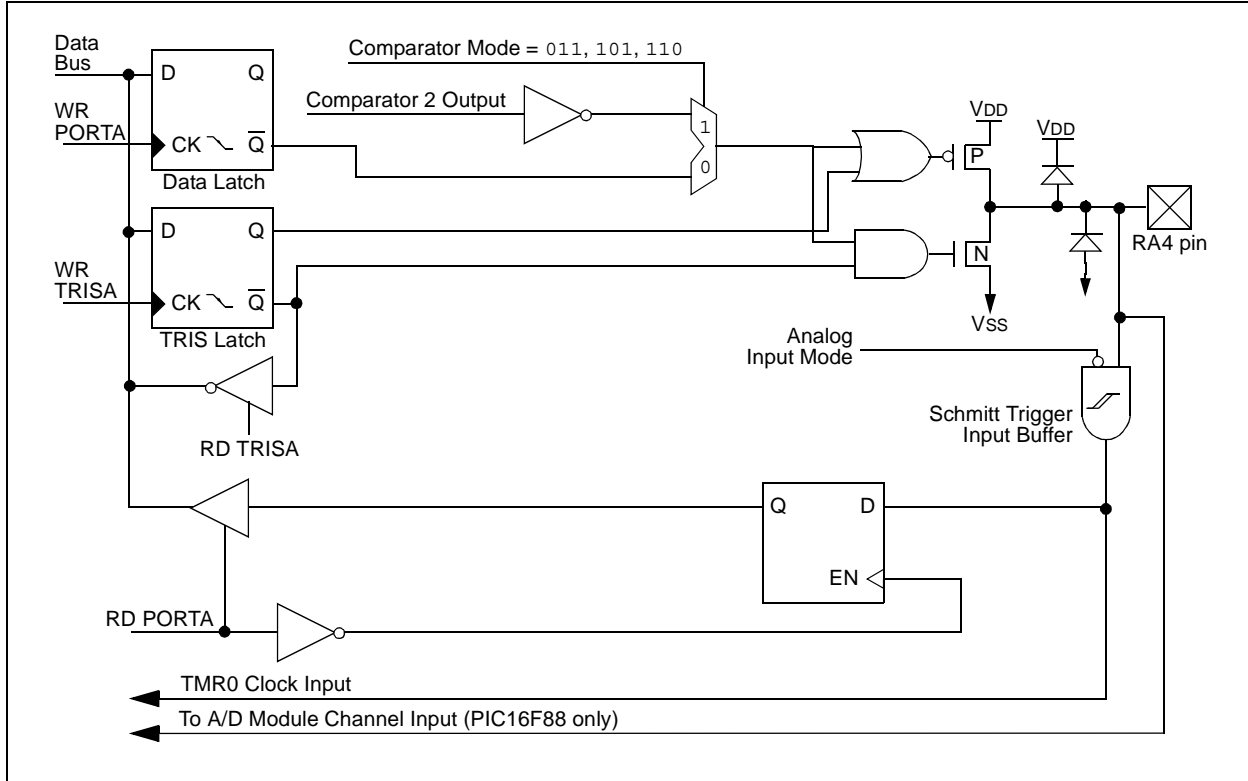 Data
Bus
D Q
WR
PORTA
CK Q
Data Latch
Comparator Mode = 011, 101, 110
Comparator 2 Output
1
0
VDD
P
VDD
RA4 pin
D Q
WR
TRISA
CK Q
TRIS Latch
N
VSS
Analog
Input Mode
Schmitt Trigger
Input Buffer
RD TRISA
Q D
EN
RD PORTA
TMR0 Clock Input
To A/D Module Channel Input (PIC16F88 only)